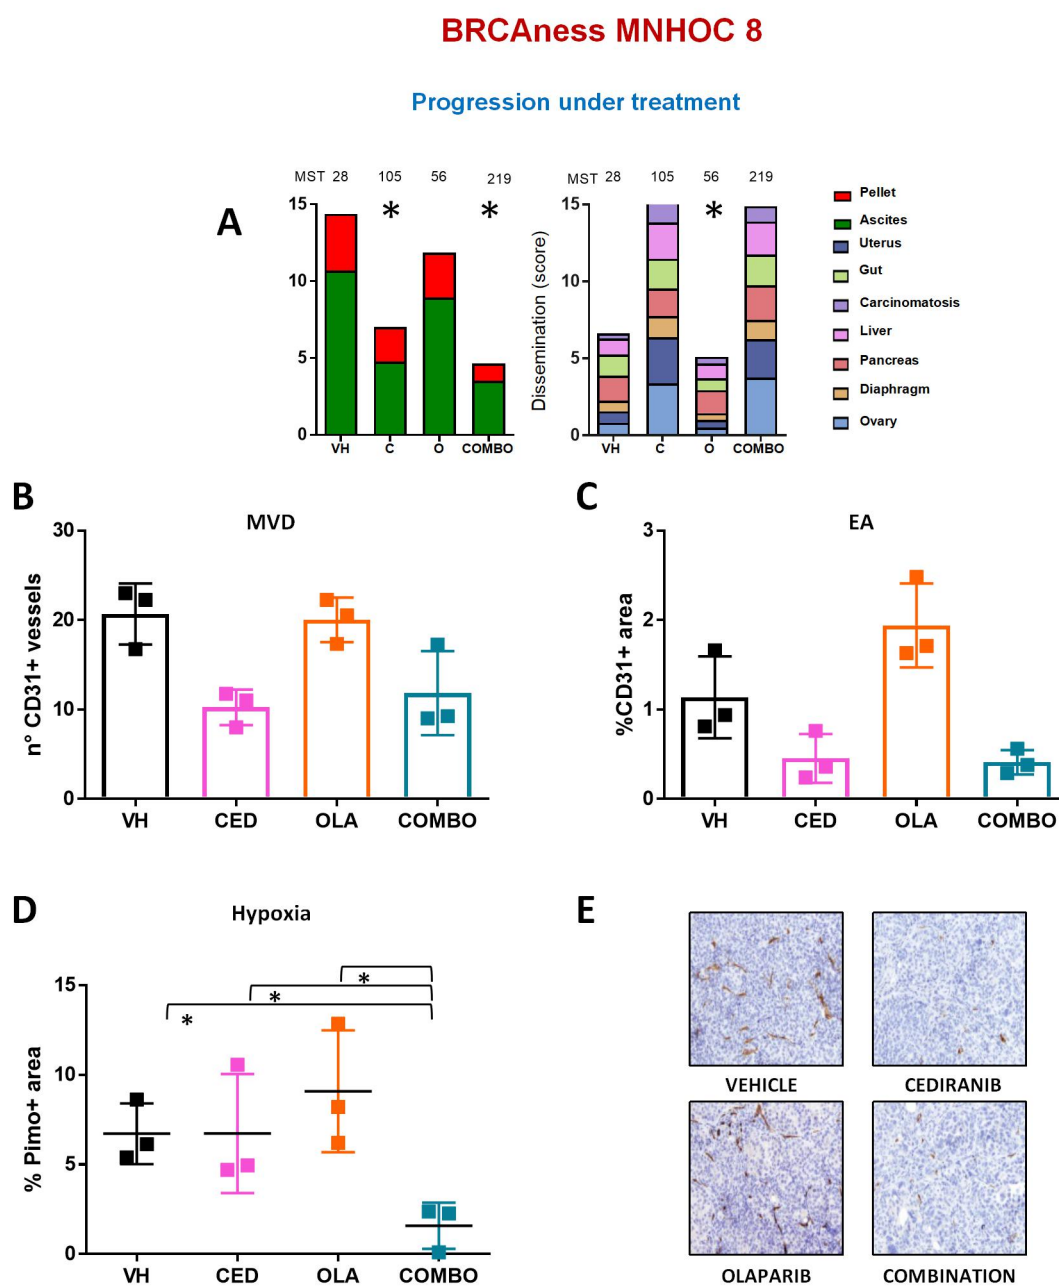 BRCAness MNHOC 8
Progression under treatment
A
MST 28 105 56 219
15
10
5
0
* *
VH C O COMBO
MST 28 105 56 219
Dissemination (score)
15
10
5
0
*
VH C O COMBO
Pellet
Ascites
Uterus
Gut
Carcinomatosis
Liver
Pancreas
Diaphragm
Ovary
B
MVD
n° CD31+ vessels
30
20
10
0
VH CED OLA COMBO
C
EA
%CD31+ area
3
2
1
0
VH CED OLA COMBO
D
Hypoxia
% Pimo+ area
15
10
5
0
*
*
*
VH CED OLA COMBO
E
VEHICLE CEDIRANIB
OLAPARIB COMBINATION